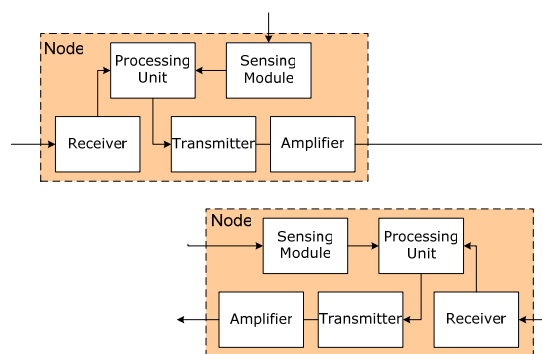 Node
Processing
Unit
Sensing
Module
Receiver
Transmitter
Amplifier
Node
Sensing
Module
Processing
Unit
Amplifier
Transmitter
Receiver